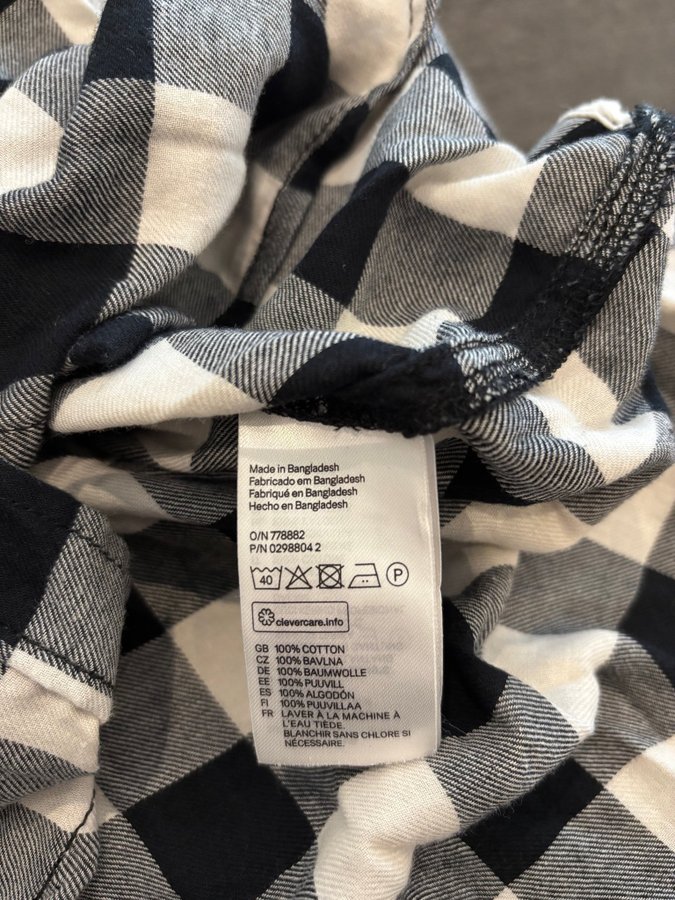 Made in Bangladesh
Fabricado em Bangladesh
Fabriqué en Bangladesh
Hecho en Bangladesh
O/N 778882
P/N 0298804 2
40 P
clevercare.info
GB 100% COTTON
CZ 100% BAVLNA
DE 100% BAUMWOLLE
EE 100% PUUVILL
ES 100% ALGODÓN
FI 100% PUUVILLAA
FR LAVER À LA MACHINE À
L'EAU TIÈDE.
BLANCHIR SANS CHLORE SI
NÉCESSAIRE.